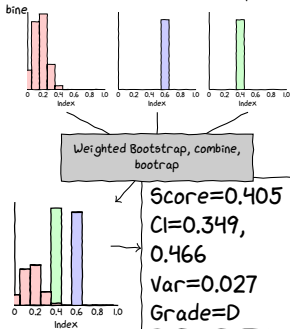 bine
0 0.2 0.4 0.6 0.8 1.0
Index
0 0.2 0.4 0.6 0.8 1.0
Index
0 0.2 0.4 0.6 0.8 1.0
Index
Weighted Bootstrap, combine,
bootrap
Score=0.405
CI=0.349,
0.466
Var=0.027
Grade=D
0 0.2 0.4 0.6 0.8 1.0
Index